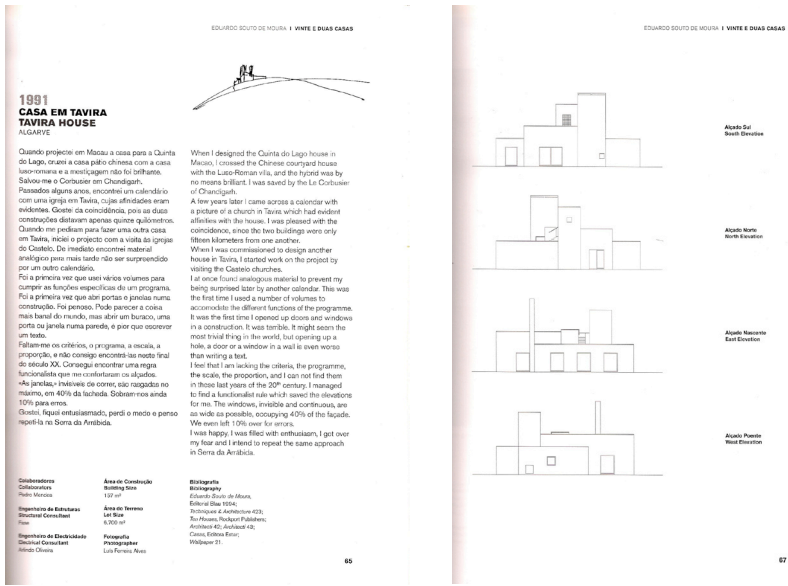 EDUARDO SOUTO DE MOURA I VINTE E DUAS CASAS
1991
CASA EM TAVIRA
TAVIRA HOUSE
ALGARVE
Quando projectei em Macau a casa para a Quinta
do Lago, cruzei a casa pátio chinesa com a casa
luso-romana e a mestiçagem não foi brilhante.
Salvou-me o Corbusier em Chandigarh.
Passados alguns anos, encontrei um calendário
com uma igreja em Tavira, cujas afinidades eram
evidentes. Gostei da coincidência, pois as duas
construções distavam apenas quinze quilómetros.
Quando me pediram para fazer uma outra casa
em Tavira, iniciei o projecto com a visita às igrejas
do Castelo. De imediato encontrei material
analógico para mais tarde não ser surpreendido
por um outro calendário.
Foi a primeira vez que usei vários volumes para
cumprir as funções específicas de um programa.
Foi a primeira vez que abri portas e janelas numa
construção. Foi penoso. Pode parecer a coisa
mais banal do mundo, mas abrir um buraco, uma
porta ou janela numa parede, é pior que escrever
um texto.
Faltam-me os critérios, o programa, a escala, a
proporção, e não consigo encontrá-las neste final
do século XX. Consegui encontrar uma regra
funcionalista que me confortaram os alçados.
«As janelas,» invisíveis de correr, são rasgadas no
máximo, em 40% da fachada. Sobram-nos ainda
10% para erros.
Gostei, fiquei entusiasmado, perdi o medo e penso
repeti-la na Serra da Arrábida.
When I designed the Quinta do Lago house in
Macao, I crossed the Chinese courtyard house
with the Luso-Roman villa, and the hybrid was by
no means brilliant. I was saved by the Le Corbusier
of Chandigarh.
A few years later I came across a calendar with
a picture of a church in Tavira which had evident
affinities with the house. I was pleased with the
coincidence, since the two buildings were only
fifteen kilometers from one another.
When I was commissioned to design another
house in Tavira, I started work on the project by
visiting the Castelo churches.
I at once found analogous material to prevent my
being surprised later by another calendar. This was
the first time I used a number of volumes to
accomodate the different functions of the programme.
It was the first time I opened up doors and windows
in a construction. It was terrible. It might seem the
most trivial thing in the world, but opening up a
hole, a door or a window in a wall is even worse
than writing a text.
I feel that I am lacking the criteria, the programme,
the scale, the proportion, and I can not find them
in these last years of the 20th century. I managed
to find a functionalist rule which saved the elevations
for me. The windows, invisible and continuous, are
as wide as possible, occupying 40% of the façade.
We even left 10% over for errors.
I was happy, I was filled with enthusiasm, I got over
my fear and I intend to repeat the same approach
in Serra da Arrábida.
Colaboradores
Collaborators
Pedro Mendes
Engenheiro de Estruturas
Structural Consultant
Engenheiro de Electricidade
Electrical Consultant
Arlindo Oliveira
Área de Construção
Building Size
157 m²
Área do Terreno
Lot Size
6,700 m²
Fotografia
Photographer
Luís Ferreira Alves
Bibliografia
Bibliography
Eduardo Souto de Moura,
Editorial Blau 1994;
Techniques & Architecture 423;
Ten Houses, Rockport Publishers;
Architécti 42; Architécti 48;
Casas, Editora Estar;
Wallpaper 21.
65
EDUARDO SOUTO DE MOURA I VINTE E DUAS CASAS
Alçado Sul
South Elevation
Alçado Norte
North Elevation
Alçado Nascente
East Elevation
Alçado Poente
West Elevation
67